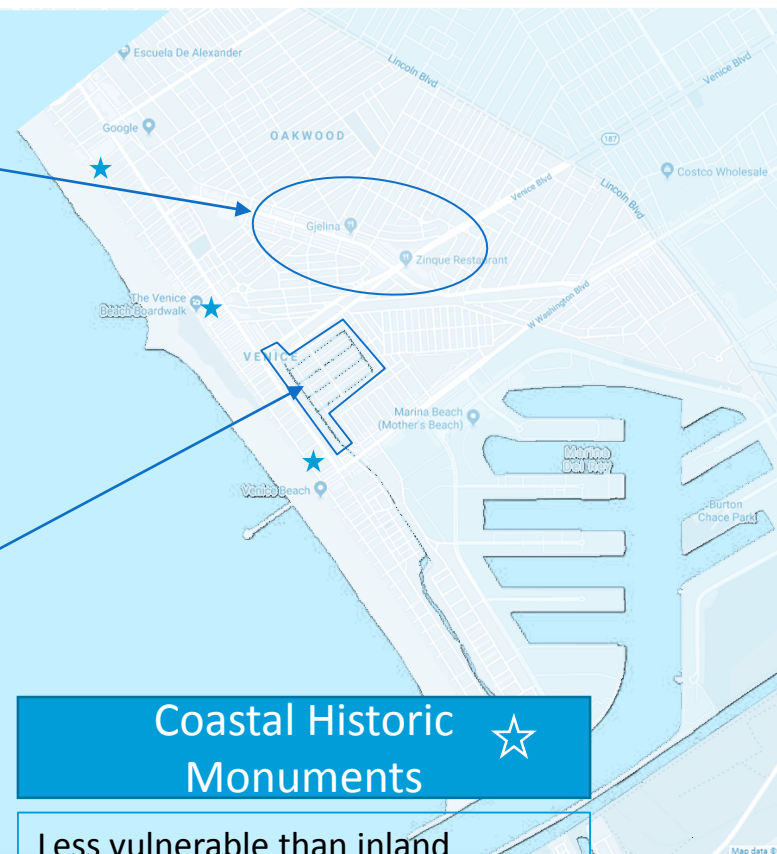 Escuela De Alexander
Lincoln Blvd
Venice Blvd
Google
OAKWOOD
187
Costco Wholesale
Venice Blvd
Lincoln Blvd
Gjelina
Zinque Restaurant
The Venice
Beach Boardwalk
W Washington Blvd
VENICE
Marina Beach
(Mother's Beach)
Marina
Del Rey
Venice Beach
Burton
Chace Park
Coastal Historic
Monuments
Less vulnerable than inland
Map data ©